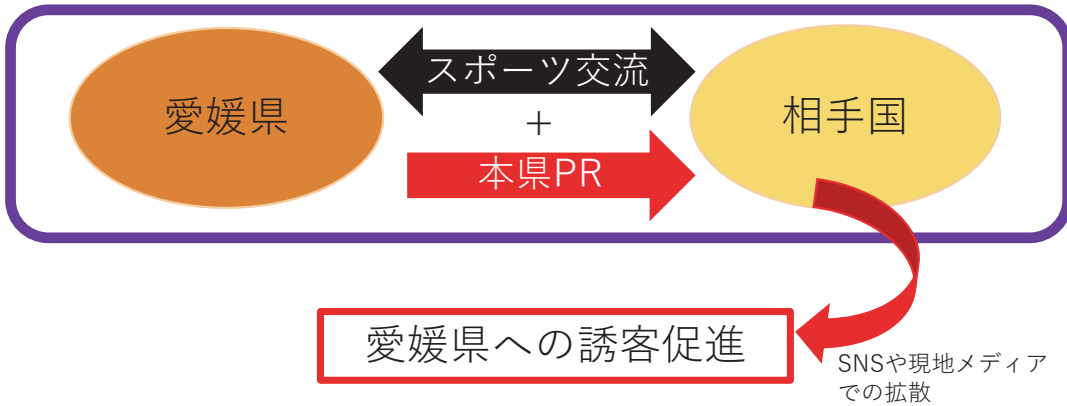 愛媛県
スポーツ交流
+
本県PR
相手国
愛媛県への誘客促進
SNSや現地メディア
での拡散